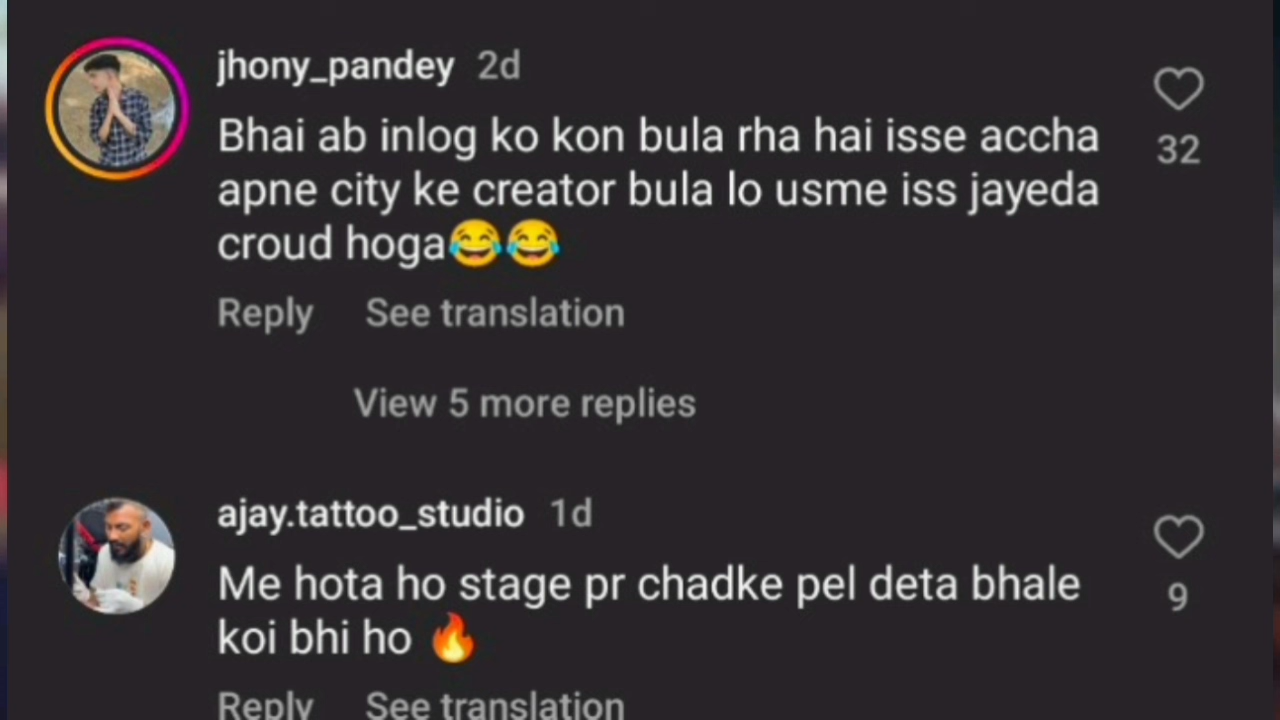 jhony_pandey 2d
32
Bhai ab inlog ko kon bula rha hai isse accha
apne city ke creator bula lo usme iss jayeda
croud hoga😂😂
Reply See translation
View 5 more replies
ajay.tattoo_studio 1d
9
Me hota ho stage pr chadke pel deta bhale
koi bhi ho 🔥
Reply See translation